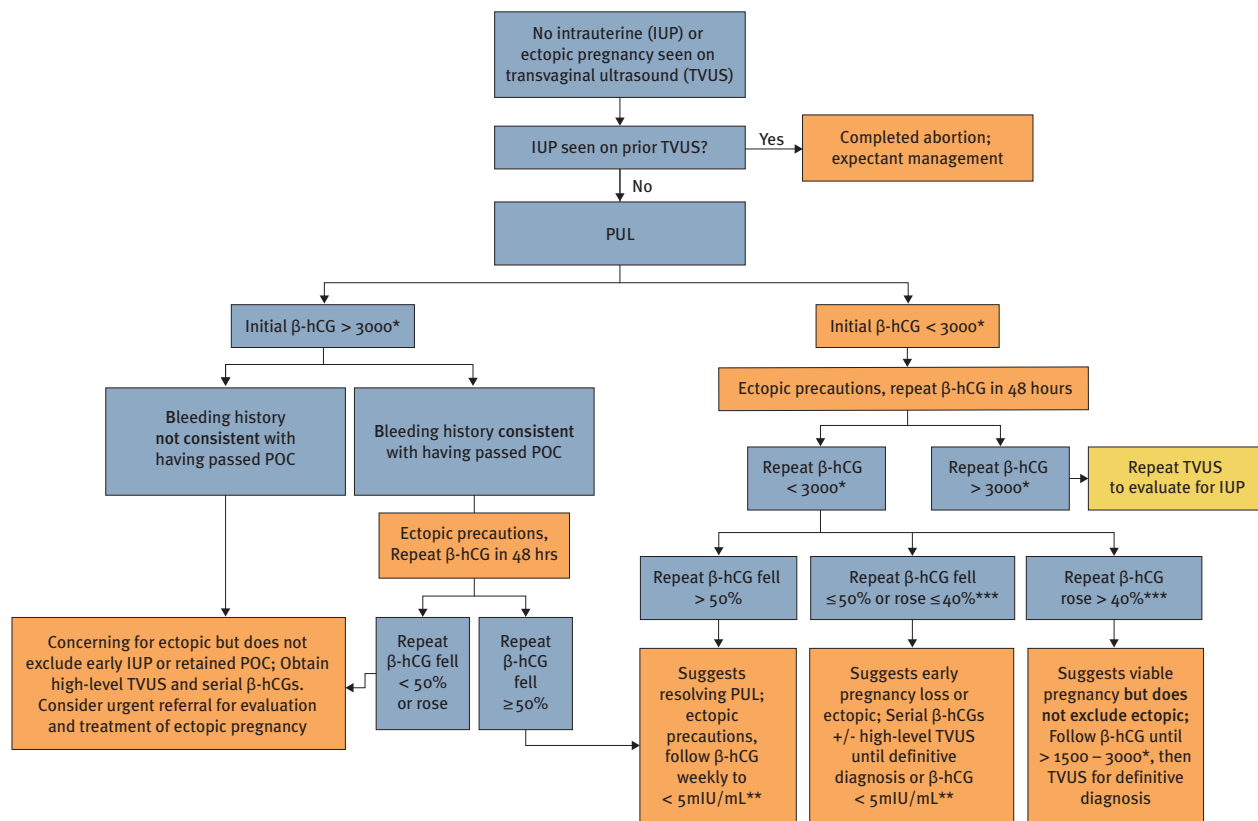 No intrauterine (IUP) or
ectopic pregnancy seen on
transvaginal ultrasound (TVUS)
IUP seen on prior TVUS?
Yes
Completed abortion;
expectant management
No
PUL
Initial β-hCG > 3000*
Initial β-hCG < 3000*
Ectopic precautions, repeat β-hCG in 48 hours
Bleeding history
not consistent with
having passed POC
Bleeding history consistent
with having passed POC
Repeat β-hCG
< 3000*
Repeat β-hCG
> 3000*
Repeat TVUS
to evaluate for IUP
Ectopic precautions,
Repeat β-hCG in 48 hrs
Repeat β-hCG fell
> 50%
Repeat β-hCG fell
≤50% or rose ≤40%***
Repeat β-hCG
rose > 40%***
Concerning for ectopic but does not
exclude early IUP or retained POC; Obtain
high-level TVUS and serial β-hCGs.
Consider urgent referral for evaluation
and treatment of ectopic pregnancy
Repeat
β-hCG fell
< 50%
or rose
Repeat
β-hCG
fell
≥50%
Suggests
resolving PUL;
ectopic
precautions,
follow β-hCG
weekly to
< 5mIU/mL**
Suggests early
pregnancy loss or
ectopic; Serial β-hCGs
+/- high-level TVUS
until definitive
diagnosis or β-hCG
< 5mIU/mL**
Suggests viable
pregnancy but does
not exclude ectopic;
Follow β-hCG until
> 1500 – 3000*, then
TVUS for definitive
diagnosis